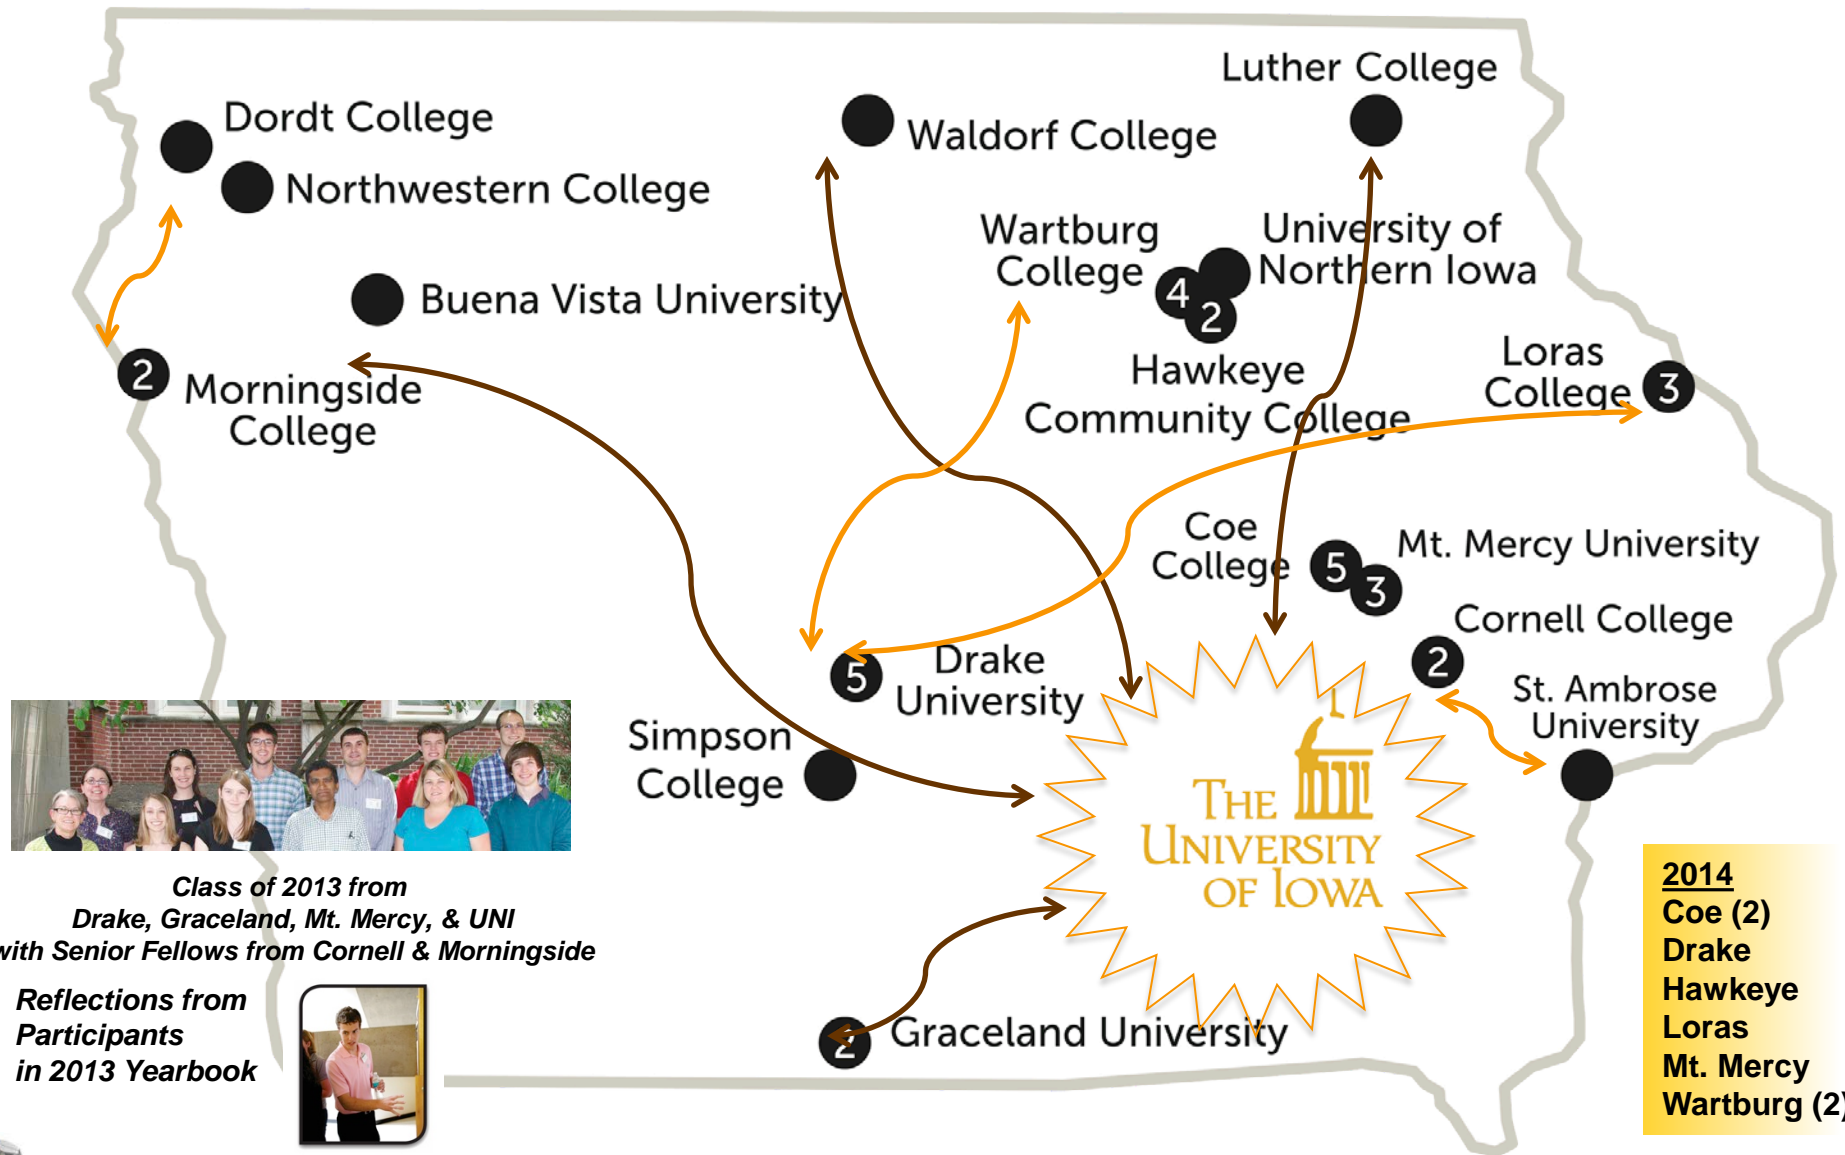 Luther College
Dordt College
Waldorf College
Northwestern College
Wartburg
College
University of
Northern Iowa
4
2
Buena Vista University
Hawkeye
Community College
Loras
College
3
2
Morningside
College
Coe
College
5
3
Mt. Mercy University
Cornell College
2
Drake
University
5
St. Ambrose
University
Simpson
College
THE
UNIVERSITY
OF IOWA
Class of 2013 from
Drake, Graceland, Mt. Mercy, & UNI
with Senior Fellows from Cornell & Morningside
Reflections from
Participants
in 2013 Yearbook
2
Graceland University
2014
Coe (2)
Drake
Hawkeye
Loras
Mt. Mercy
Wartburg (2)